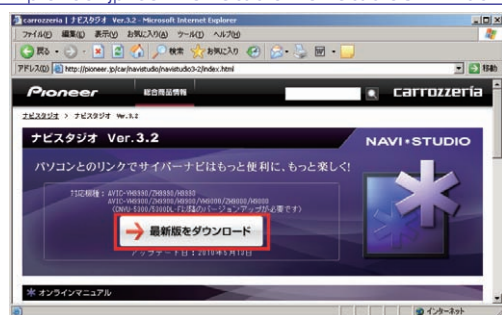 carrozzeria | ナビスタジオ Ver.3.2 - Microsoft Internet Explorer
ファイル(F) 編集(E) 表示(V) お気に入り(A) ツール(T) ヘルプ(H)
戻る 検索 お気に入り
アドレス(D) http://pioneer.jp/car/navistudio/navistudio3-2/index.html 移動
Pioneer 総合商品情報 carrozzeria
ナビスタジオ > ナビスタジオ Ver.3.2
ナビスタジオ Ver.3.2 NAVI*STUDIO
パソコンとのリンクでサイバーナビはもっと便利に、もっと楽しく!
対応機種:
最新版をダウンロード
アップデート日:2010年5月13日
オンラインマニュアル
インターネット